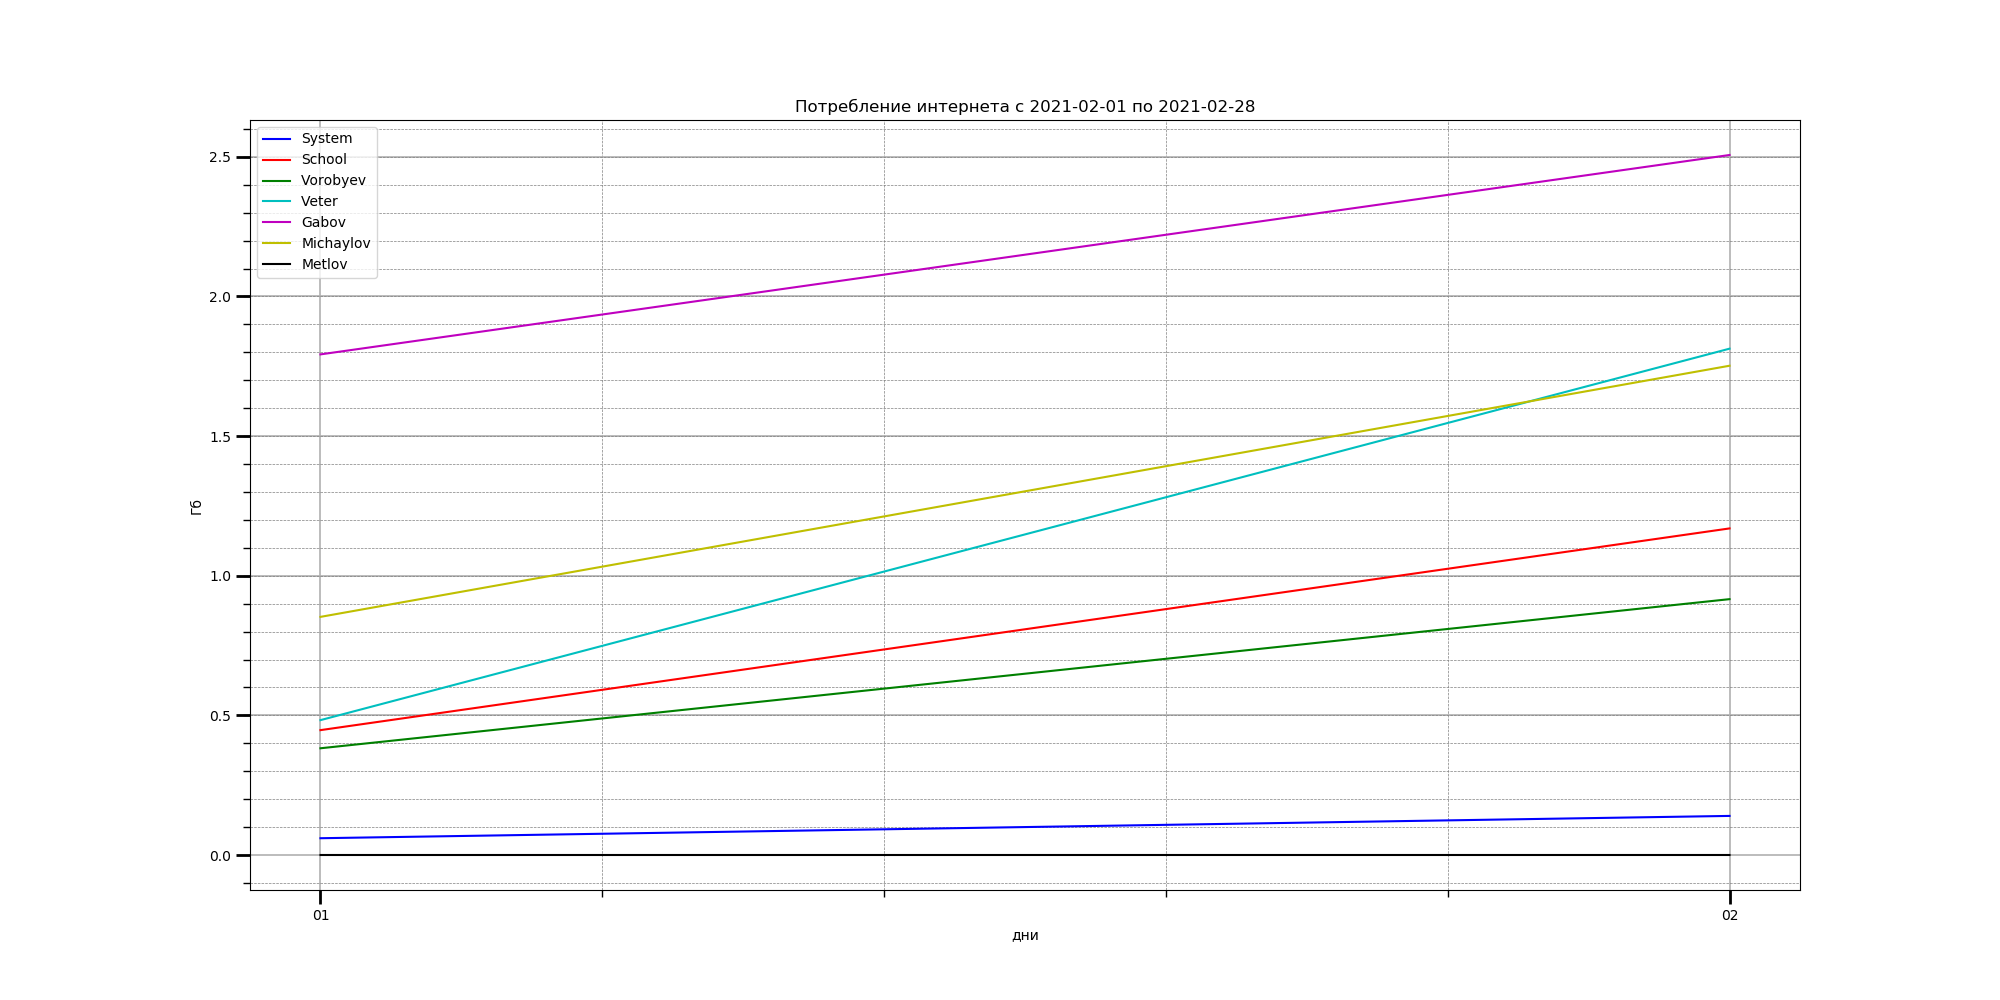 Потребление интернета с 2021-02-01 по 2021-02-28
System
School
Vorobyev
Veter
Gabov
Michaylov
Metlov
2.5
2.0
1.5
1.0
0.5
0.0
Гб
01
02
дни